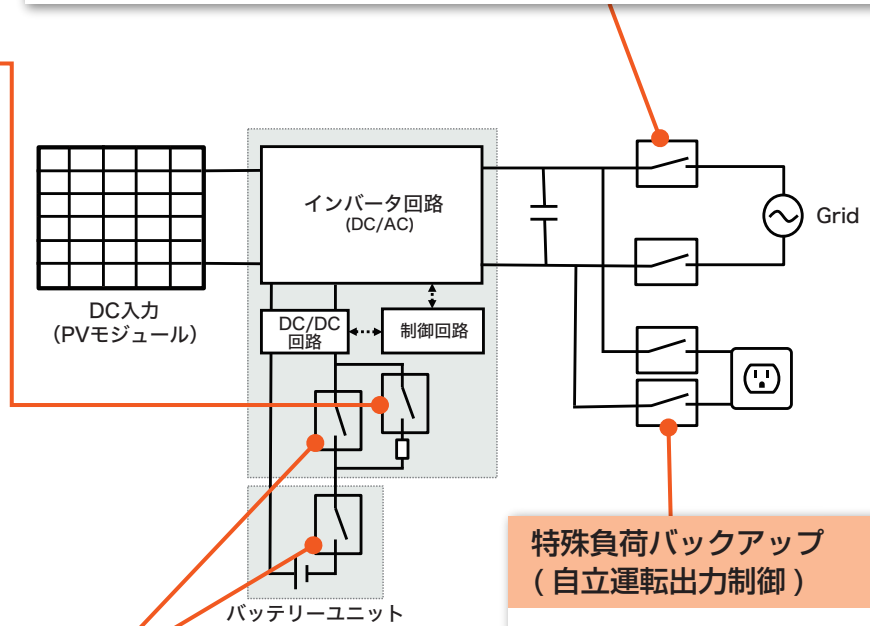 インバータ回路
(DC/AC)
Grid
DC入力
（PVモジュール）
DC/DC
回路
制御回路
特殊負荷バックアップ
( 自立運転出力制御 )
バッテリーユニット